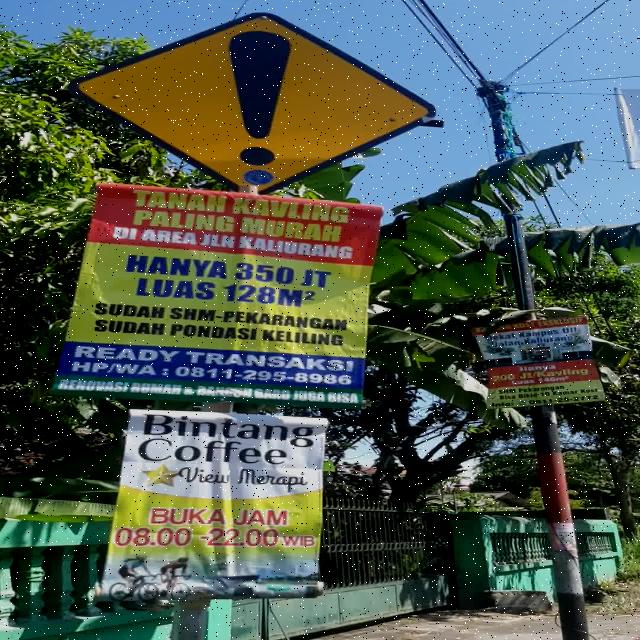 TANAH KAVLING
PALING MURAH
DI AREA JLN KALIURANG
HANYA 350 JT
LUAS 128M²
SUDAH SHM-PEKARANGAN
SUDAH PONDASI KELILING
READY TRANSAKSI
HP/WA : 0811-295-8986
Bintang
Coffee
View Merapi
BUKA JAM
08.00 -22.00 WIB
Hanya